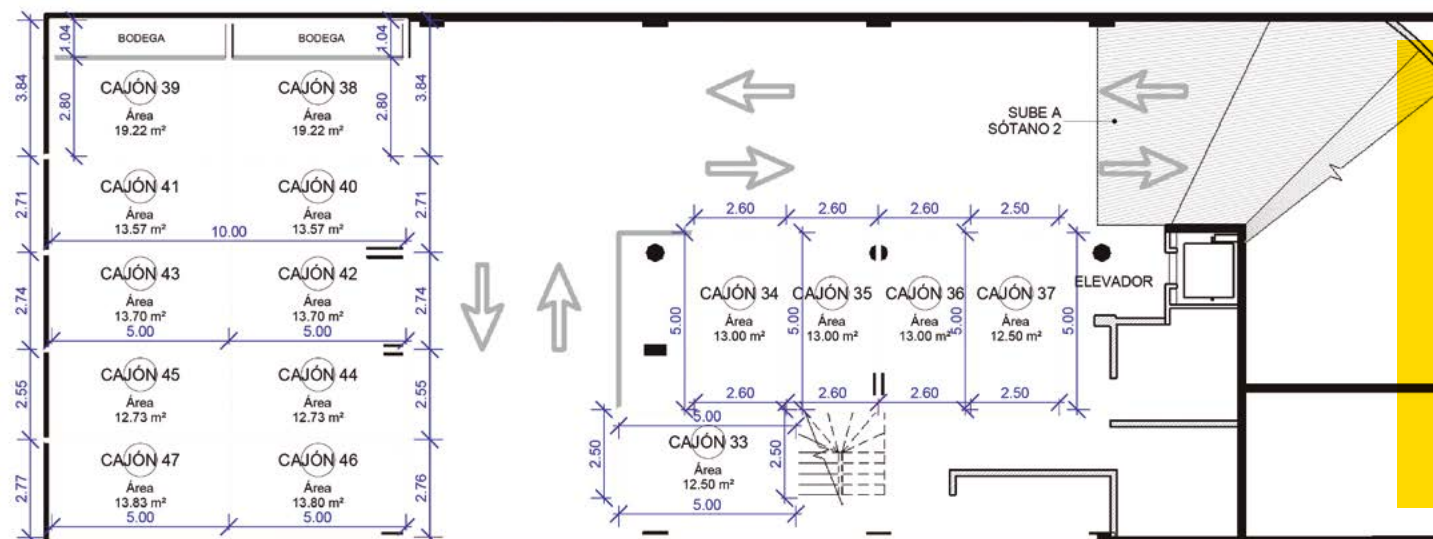 BODEGA
BODEGA
1.04
1.04
3.84
3.84
2.80
2.80
CAJÓN 39
Área
19.22 m²
CAJÓN 38
Área
19.22 m²
SUBE A
SÓTANO 2
2.71
2.71
CAJÓN 41
Área
13.57 m²
CAJÓN 40
Área
13.57 m²
10.00
2.60
2.60
2.60
2.50
2.74
2.74
CAJÓN 43
Área
13.70 m²
CAJÓN 42
Área
13.70 m²
5.00
5.00
ELEVADOR
5.00
CAJÓN 34
Área
13.00 m²
5.00
CAJÓN 35
Área
13.00 m²
CAJÓN 36
Área
13.00 m²
5.00
CAJÓN 37
Área
12.50 m²
5.00
2.60
2.60
2.60
2.50
2.55
2.55
CAJÓN 45
Área
12.73 m²
CAJÓN 44
Área
12.73 m²
5.00
2.50
2.50
CAJÓN 33
Área
12.50 m²
5.00
2.77
2.76
CAJÓN 47
Área
13.83 m²
CAJÓN 46
Área
13.80 m²
5.00
5.00